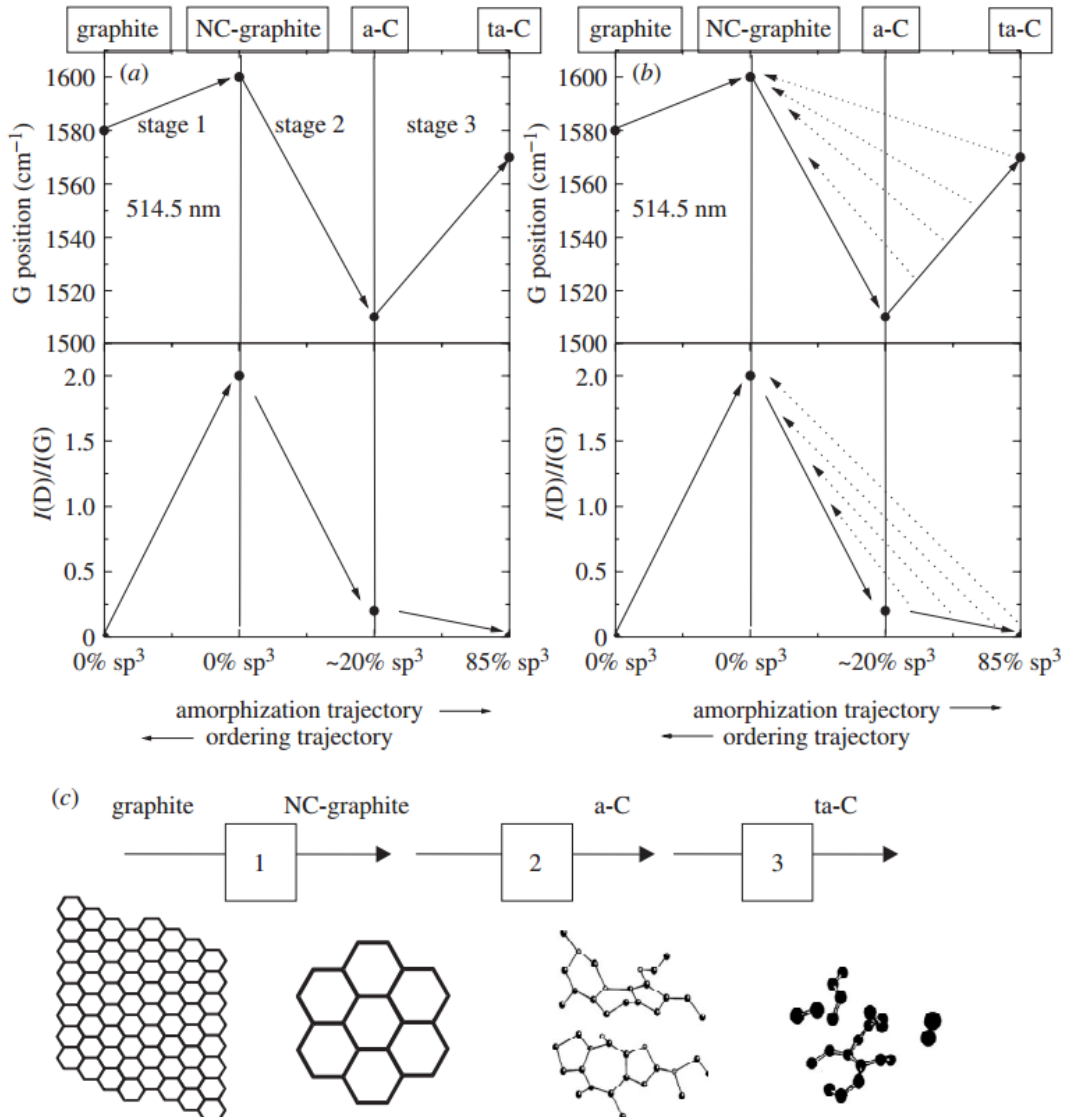 graphite NC-graphite a-C ta-C
graphite NC-graphite a-C ta-C
(a)
1600
1580
1560
1540
1520
1510
1500
G position (cm⁻¹)
stage 1 stage 2 stage 3
514.5 nm
2.0
1.5
1.0
0.5
0
I(D)/I(G)
0% sp³ 0% sp³ ~20% sp³ 85% sp³
amorphization trajectory
ordering trajectory
(b)
1600
1580
1560
1540
1520
1510
1500
G position (cm⁻¹)
514.5 nm
2.0
1.5
1.0
0.5
0
I(D)/I(G)
0% sp³ 0% sp³ ~20% sp³ 85% sp³
amorphization trajectory
ordering trajectory
(c)
graphite NC-graphite a-C ta-C
1 2 3